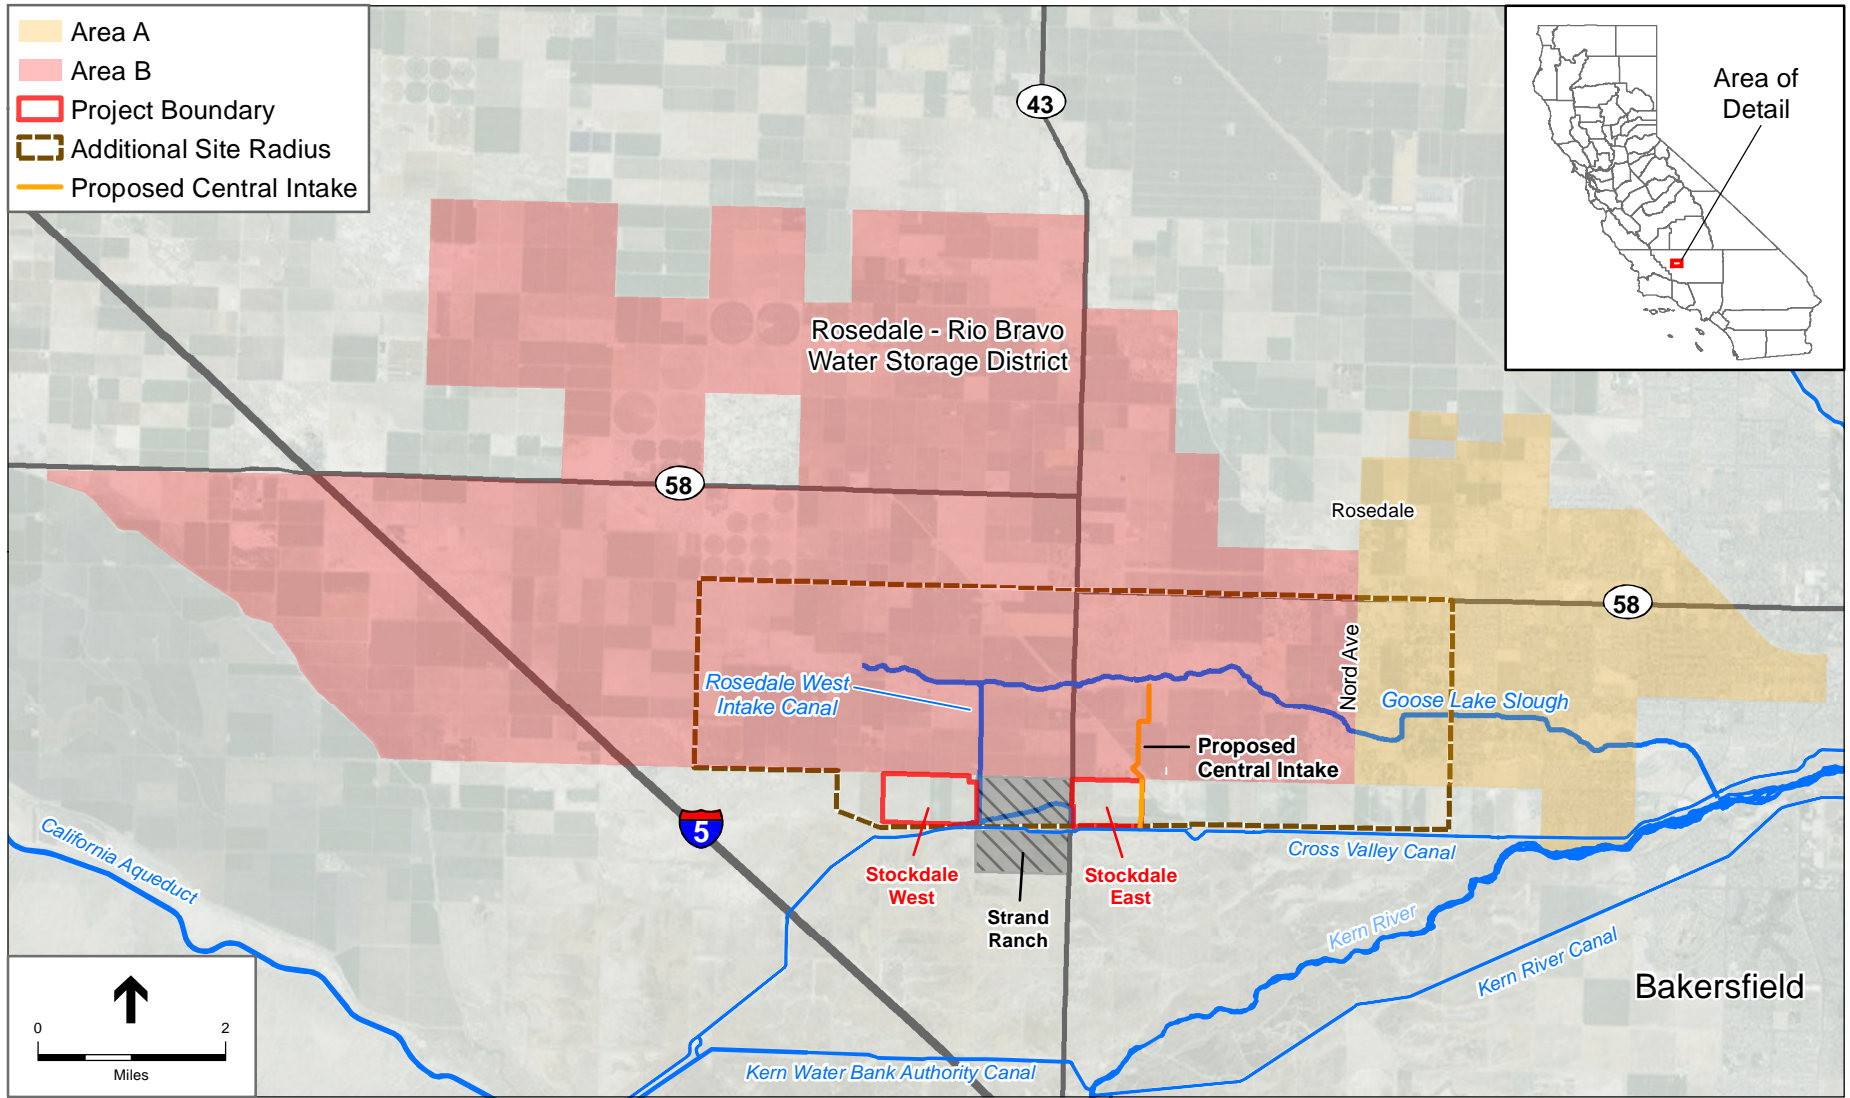 Area A
Area B
Project Boundary
Additional Site Radius
Proposed Central Intake
43
Area of
Detail
Rosedale - Rio Bravo
Water Storage District
58
Rosedale
58
Nord Ave
Rosedale West
Intake Canal
Goose Lake Slough
Proposed
Central Intake
5
California Aqueduct
Cross Valley Canal
Stockdale
West
Stockdale
East
Strand
Ranch
Kern River
Kern River Canal
Bakersfield
0 2
Miles
Kern Water Bank Authority Canal